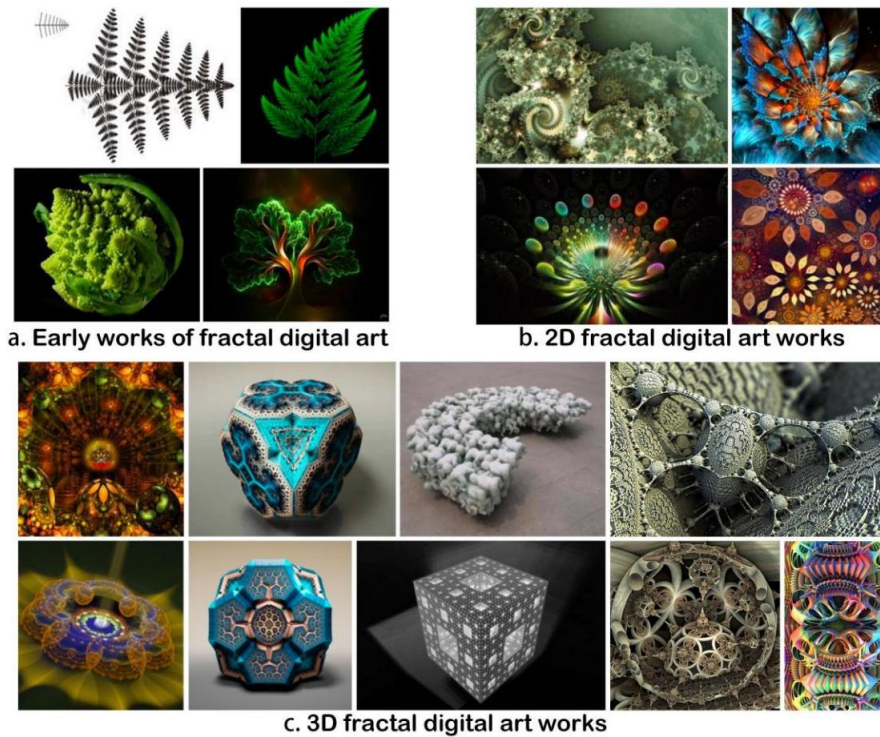 a. Early works of fractal digital art
b. 2D fractal digital art works
c. 3D fractal digital art works